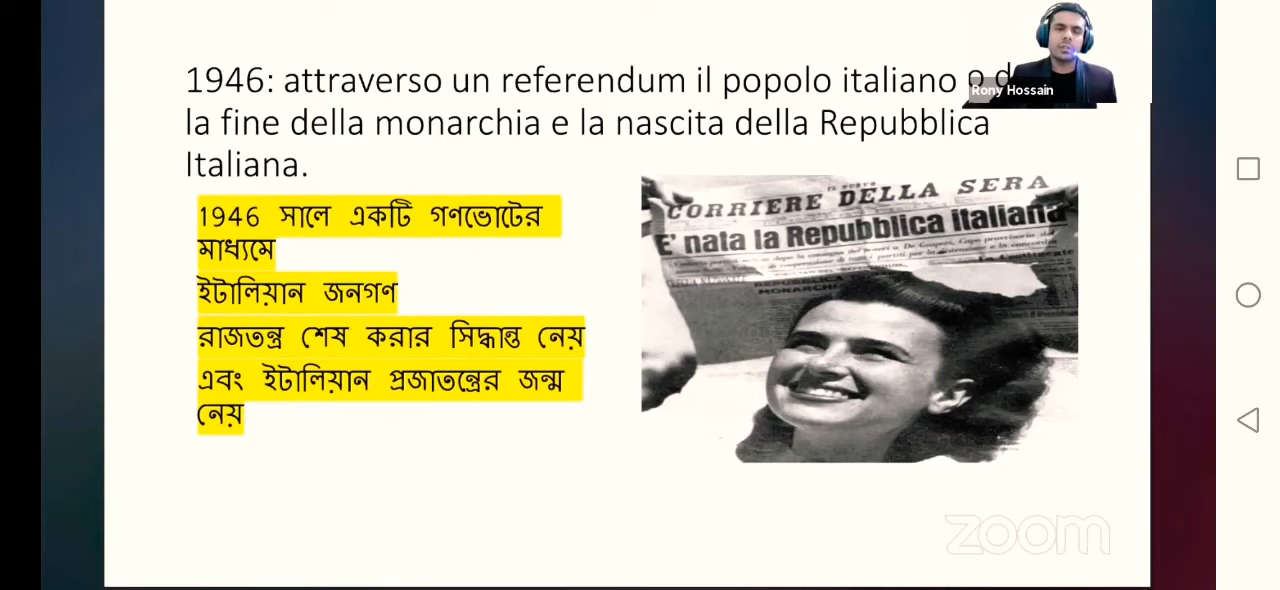 1946: attraverso un referendum il popolo italiano
la fine della monarchia e la nascita della Repubblica
Italiana.
Rony Hossain
1946 সালে একটি গণভোটের
মাধ্যমে
ইটালিয়ান জনগণ
রাজতন্ত্র শেষ করার সিদ্ধান্ত নেয়
এবং ইটালিয়ান প্রজাতন্ত্রের জন্ম
নেয়
CORRIERE DELLA SERA
E' nata la Repubblica italiana
zoom